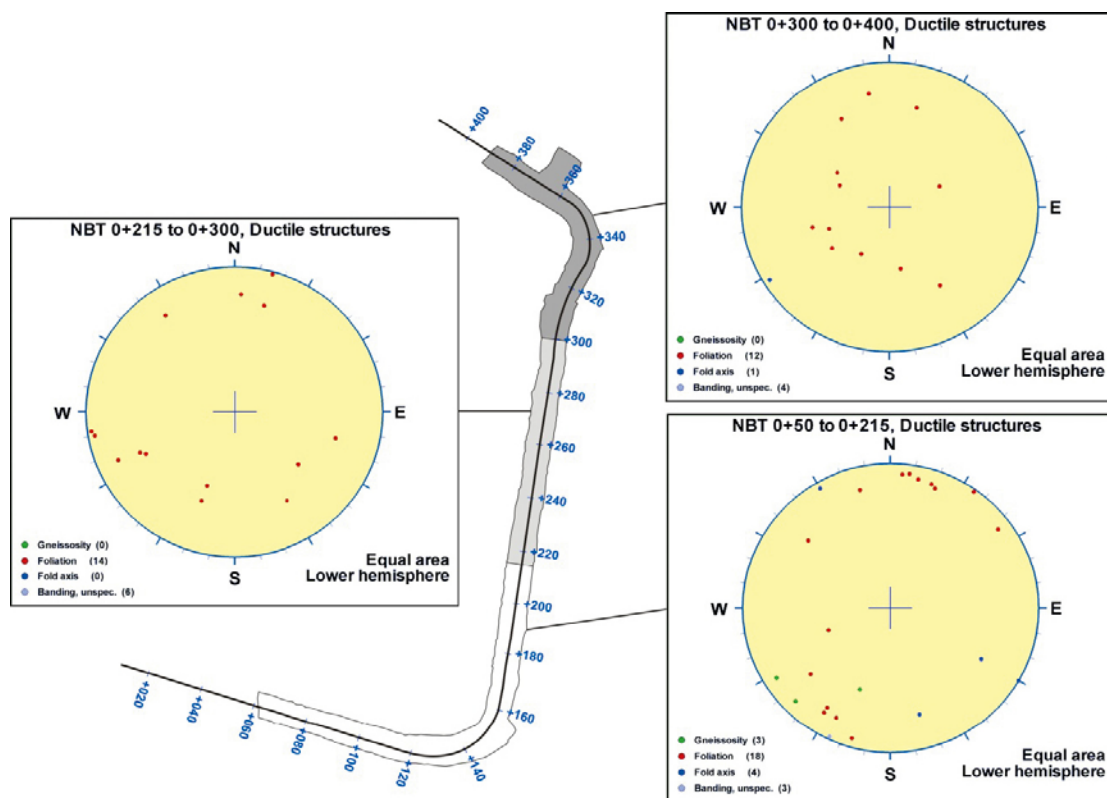 NBT 0+300 to 0+400, Ductile structures
N
W
E
S
Gneissosity (0)
Foliation (12)
Fold axis (1)
Banding, unspec. (4)
Equal area
Lower hemisphere
NBT 0+215 to 0+300, Ductile structures
N
W
E
S
Gneissosity (0)
Foliation (14)
Fold axis (0)
Banding, unspec. (6)
Equal area
Lower hemisphere
NBT 0+50 to 0+215, Ductile structures
N
W
E
S
Gneissosity (3)
Foliation (18)
Fold axis (4)
Banding, unspec. (3)
Equal area
Lower hemisphere
+400
+380
+360
+340
+320
+300
+280
+260
+240
+220
+200
+180
+160
+140
+120
+100
+080
+060
+040
+020